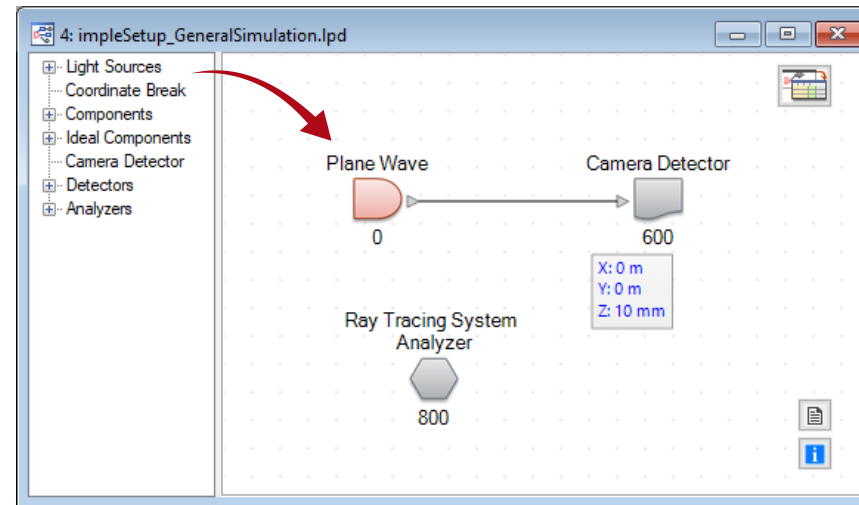 4: impleSetup_GeneralSimulation.lpd
Light Sources
Coordinate Break
Components
Ideal Components
Camera Detector
Detectors
Analyzers
Plane Wave
Camera Detector
0
600
X: 0 m
Y: 0 m
Z: 10 mm
Ray Tracing System
Analyzer
800